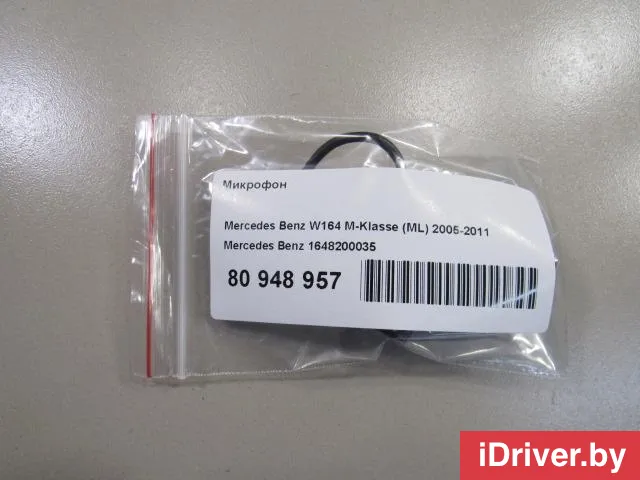 Микрофон
Mercedes Benz W164 M-Klasse (ML) 2005-2011
Mercedes Benz 1648200035
80 948 957
iDriver.by